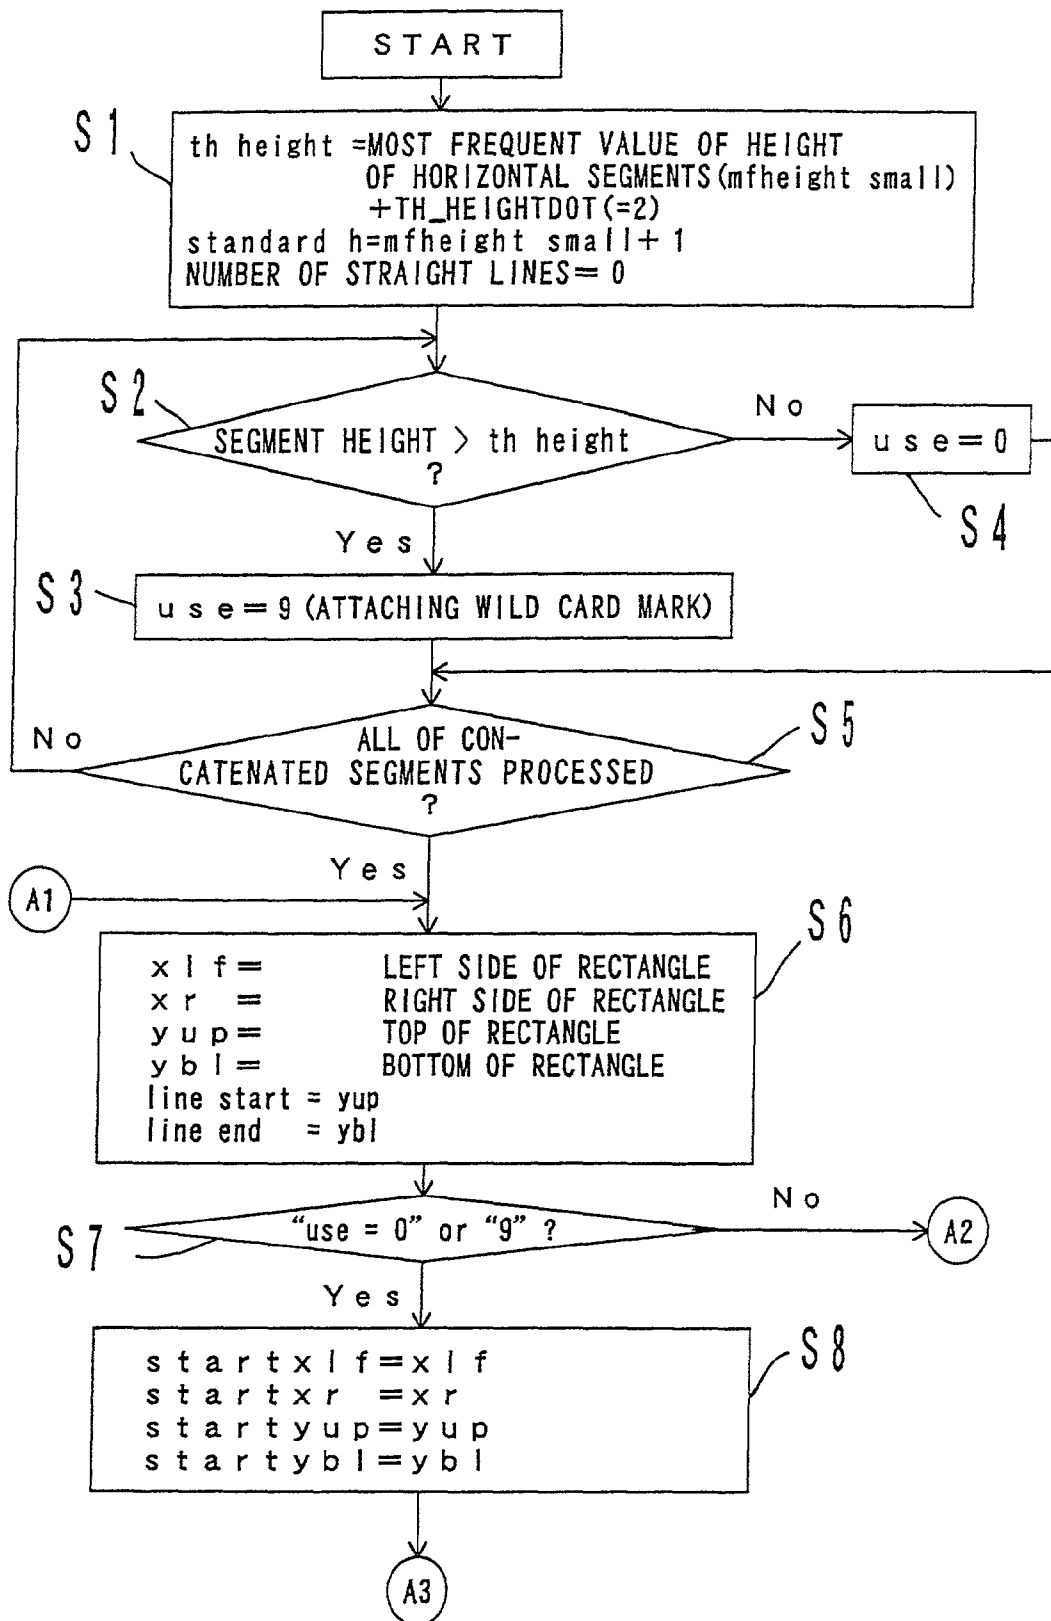 START
S1
th height =MOST FREQUENT VALUE OF HEIGHT
OF HORIZONTAL SEGMENTS(mfheight small)
+TH_HEIGHTDOT(=2)
standard h=mfheight small+1
NUMBER OF STRAIGHT LINES=0
S2
SEGMENT HEIGHT > th height
?
No
use=0
S4
Yes
S3
use=9(ATTACHING WILD CARD MARK)
S5
No
ALL OF CON-
CATENATED SEGMENTS PROCESSED
?
Yes
A1
S6
xlf= LEFT SIDE OF RECTANGLE
xr = RIGHT SIDE OF RECTANGLE
yup= TOP OF RECTANGLE
ybl= BOTTOM OF RECTANGLE
line start = yup
line end = ybl
S7
“use = 0” or “9” ?
No
A2
Yes
S8
startxlf=xlf
startxr =xr
startyup=yup
startybl=ybl
A3